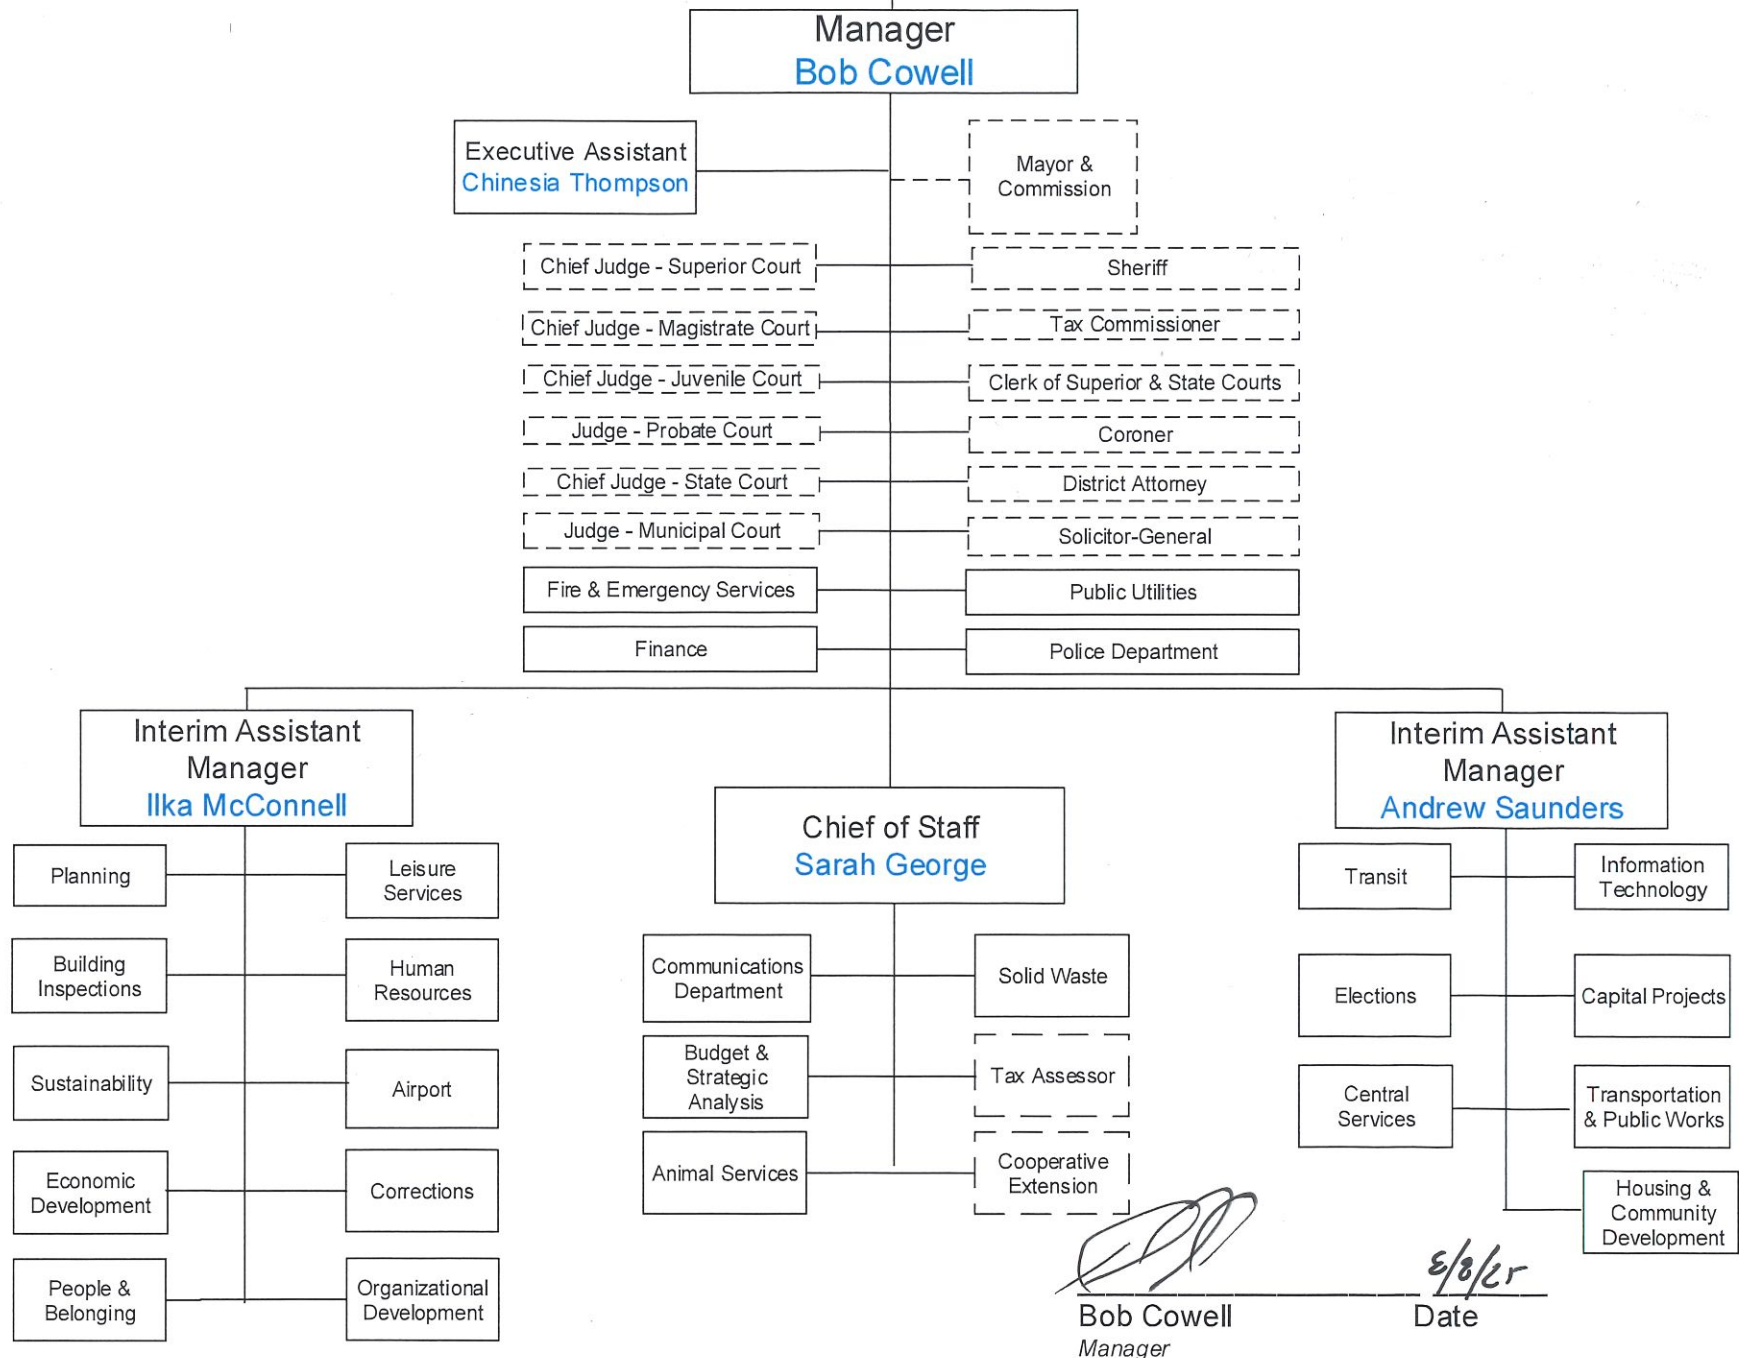 Manager
Bob Cowell
Executive Assistant
Chinesia Thompson
Mayor &
Commission
Chief Judge - Superior Court
Sheriff
Chief Judge - Magistrate Court
Tax Commissioner
Chief Judge - Juvenile Court
Clerk of Superior & State Courts
Judge - Probate Court
Coroner
Chief Judge - State Court
District Attorney
Judge - Municipal Court
Solicitor-General
Fire & Emergency Services
Public Utilities
Finance
Police Department
Interim Assistant
Manager
Ilka McConnell
Planning
Leisure
Services
Building
Inspections
Human
Resources
Sustainability
Airport
Economic
Development
Corrections
People &
Belonging
Organizational
Development
Chief of Staff
Sarah George
Communications
Department
Solid Waste
Budget &
Strategic
Analysis
Tax Assessor
Animal Services
Cooperative
Extension
Interim Assistant
Manager
Andrew Saunders
Transit
Information
Technology
Elections
Capital Projects
Central
Services
Transportation
& Public Works
Housing &
Community
Development
Bob Cowell
Manager
Date